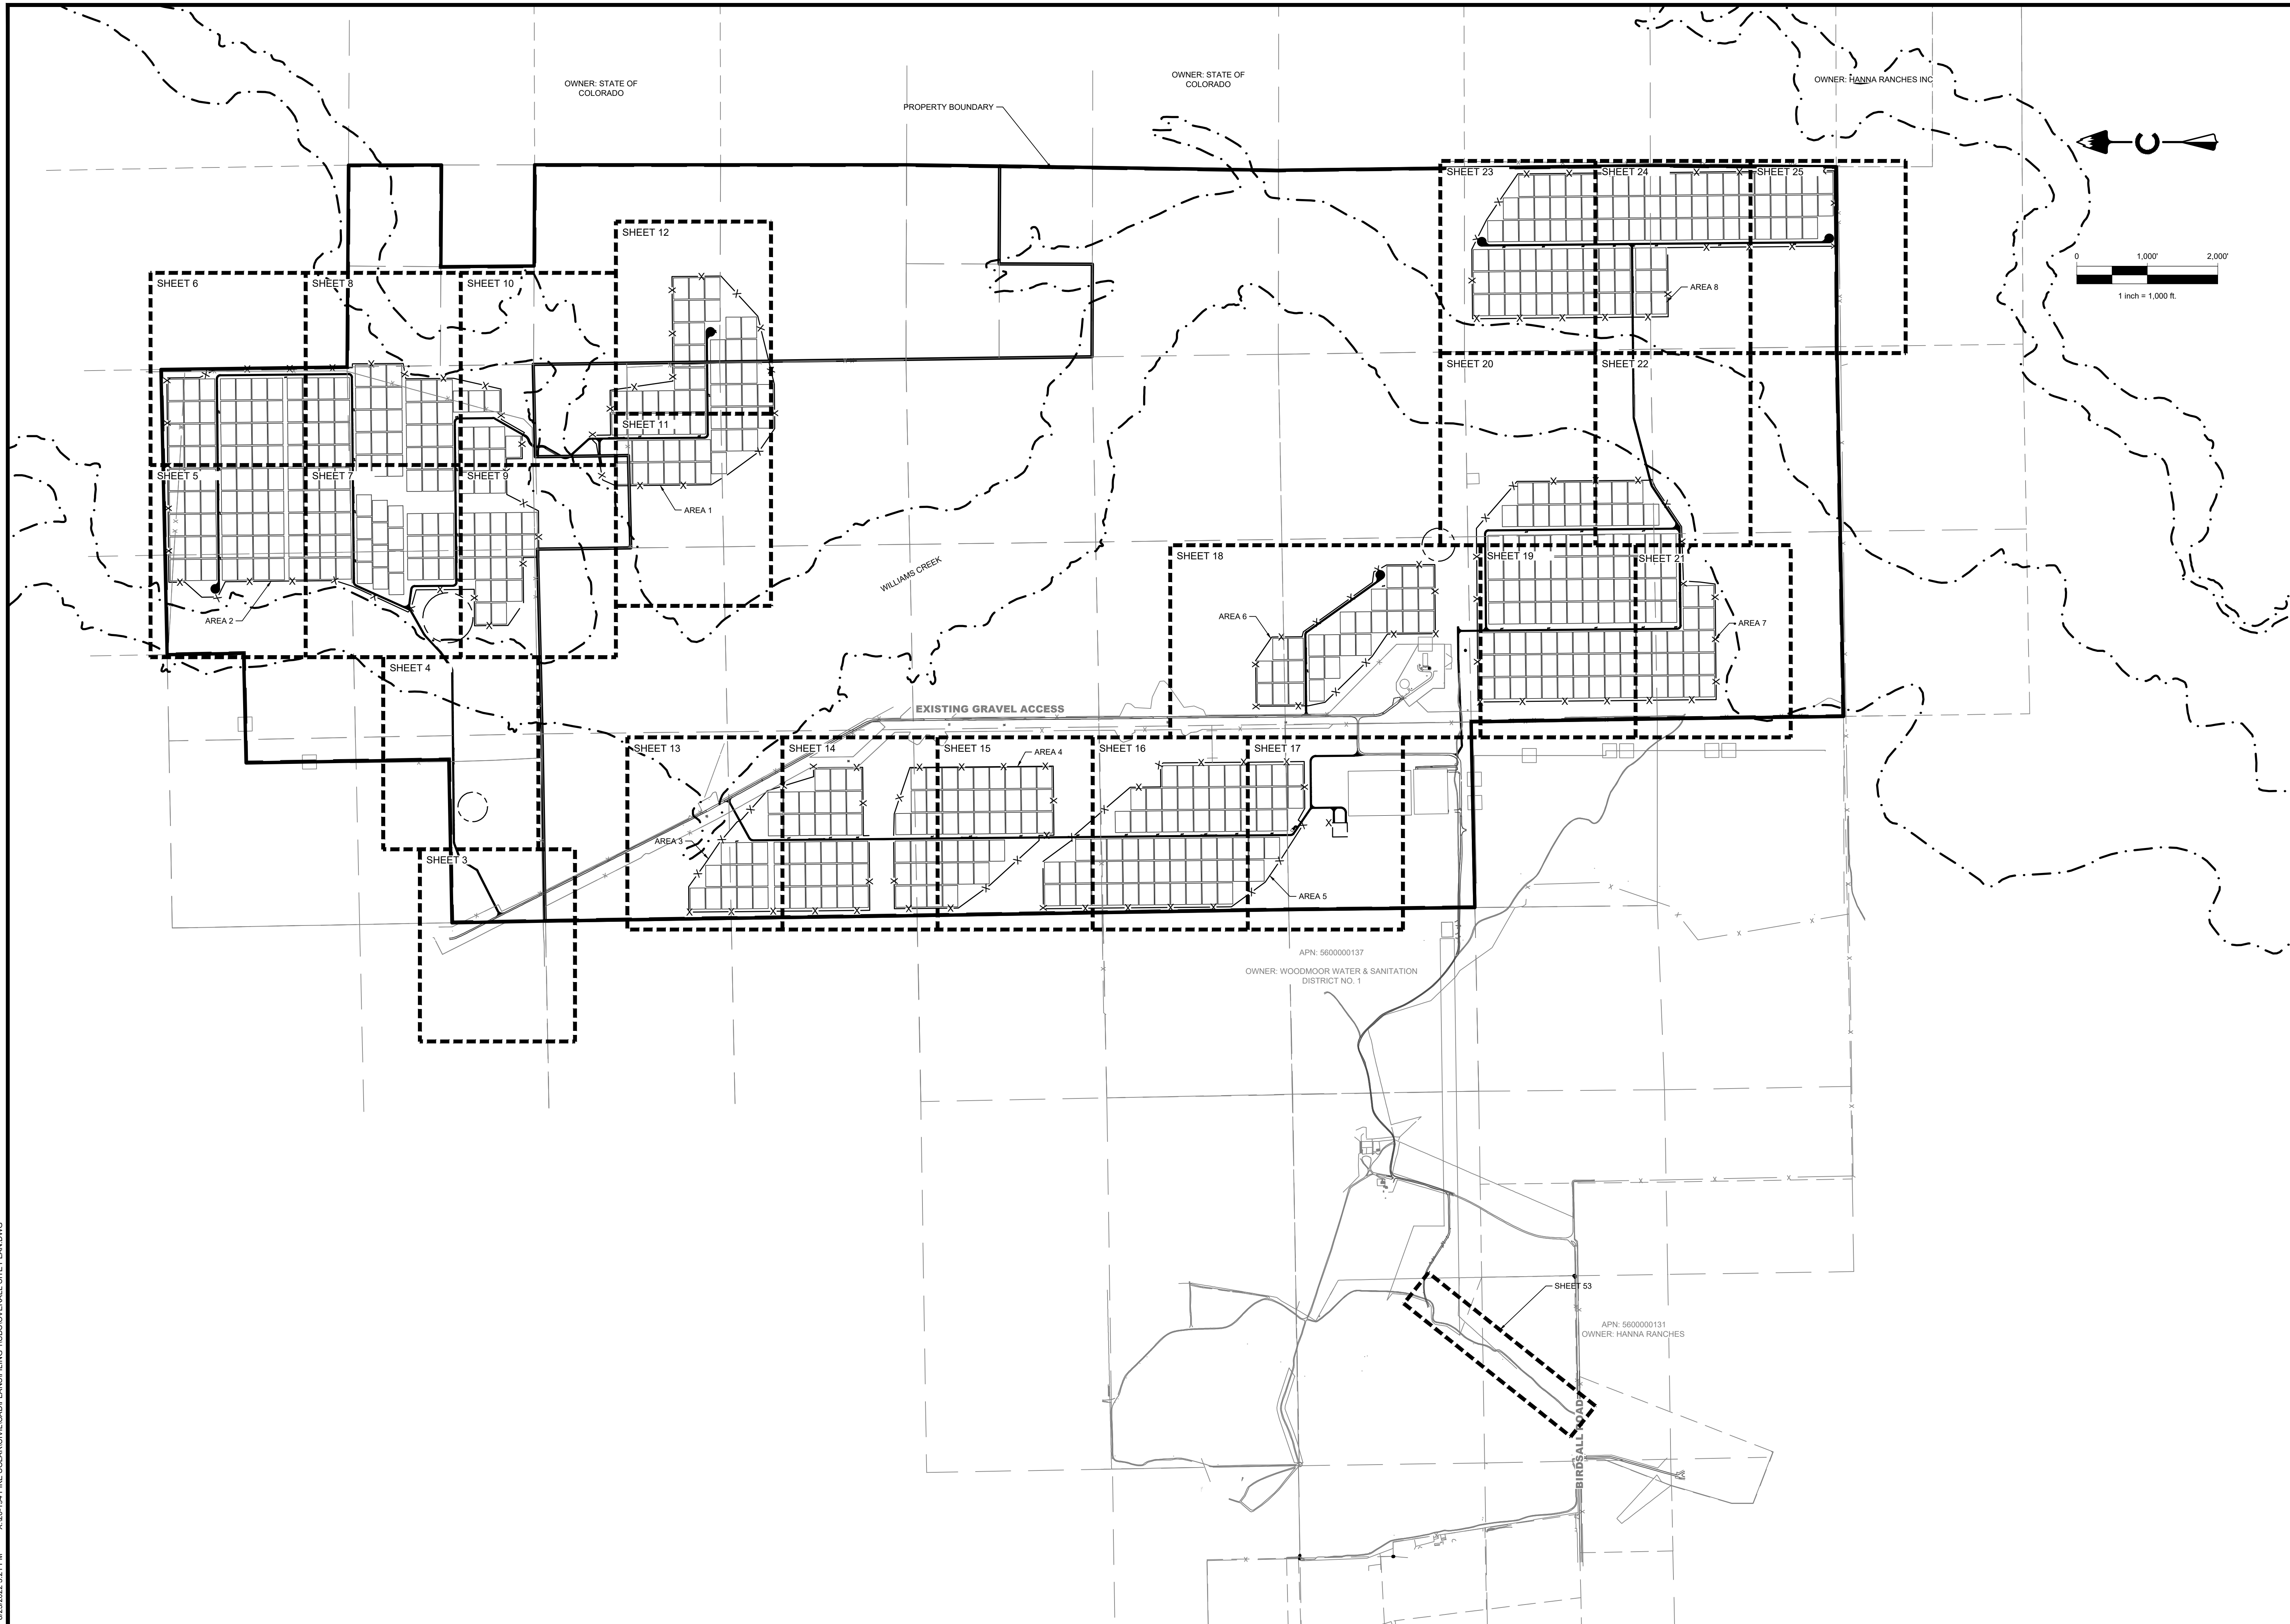 OWNER: STATE OF
COLORADO
OWNER: STATE OF
COLORADO
OWNER: HANNA RANCHES INC
PROPERTY BOUNDARY
SHEET 23
SHEET 24
SHEET 25
SHEET 12
0
1,000'
2,000'
1 inch = 1,000 ft.
SHEET 6
SHEET 8
SHEET 10
AREA 8
SHEET 20
SHEET 22
SHEET 11
SHEET 5
SHEET 7
SHEET 9
AREA 1
WILLIAMS CREEK
SHEET 18
SHEET 19
SHEET 21
AREA 2
AREA 6
AREA 7
SHEET 4
EXISTING GRAVEL ACCESS
SHEET 13
SHEET 14
SHEET 15
AREA 4
SHEET 16
SHEET 17
AREA 3
SHEET 3
AREA 5
APN: 5600000137
OWNER: WOODMOOR WATER & SANITATION
DISTRICT NO. 1
SHEET 53
APN: 5600000131
OWNER: HANNA RANCHES
BIRDSALL ROAD